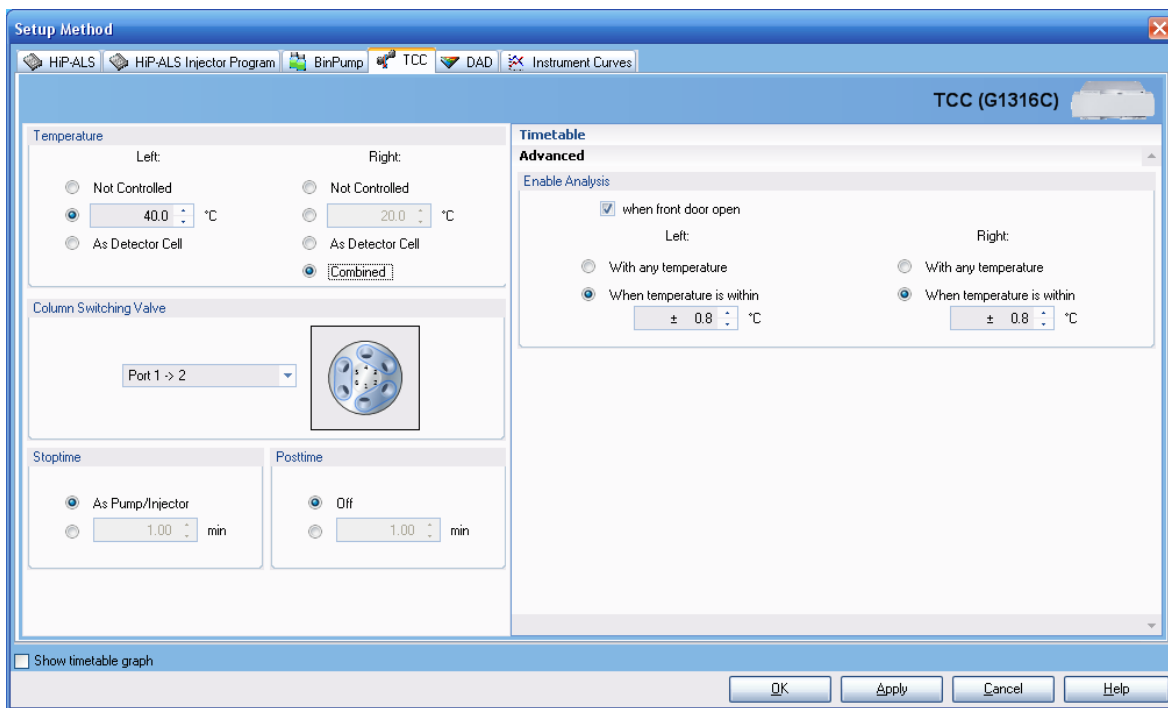 Setup Method
HiP-ALS HiP-ALS Injector Program BinPump TCC DAD Instrument Curves
TCC (G1316C)
Temperature
Left: Right:
Not Controlled Not Controlled
40.0 °C 20.0 °C
As Detector Cell As Detector Cell
Combined
Column Switching Valve
Port 1 -> 2
Stoptime Posttime
As Pump/Injector Off
1.00 min 1.00 min
Timetable
Advanced
Enable Analysis
when front door open
Left: Right:
With any temperature With any temperature
When temperature is within When temperature is within
± 0.8 °C ± 0.8 °C
Show timetable graph
OK Apply Cancel Help